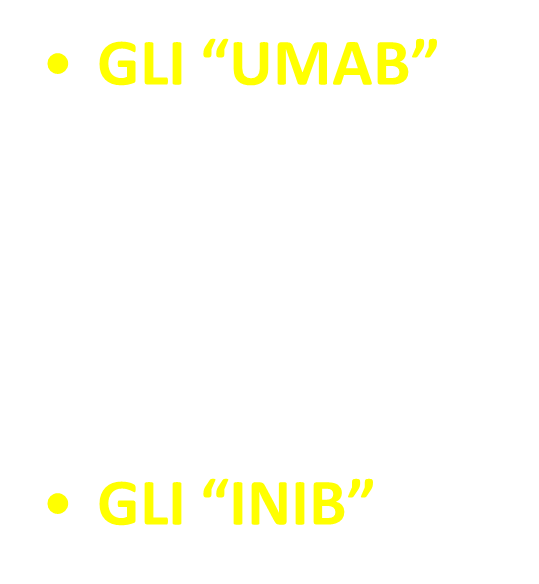 • GLI “UMAB”
• GLI “INIB”